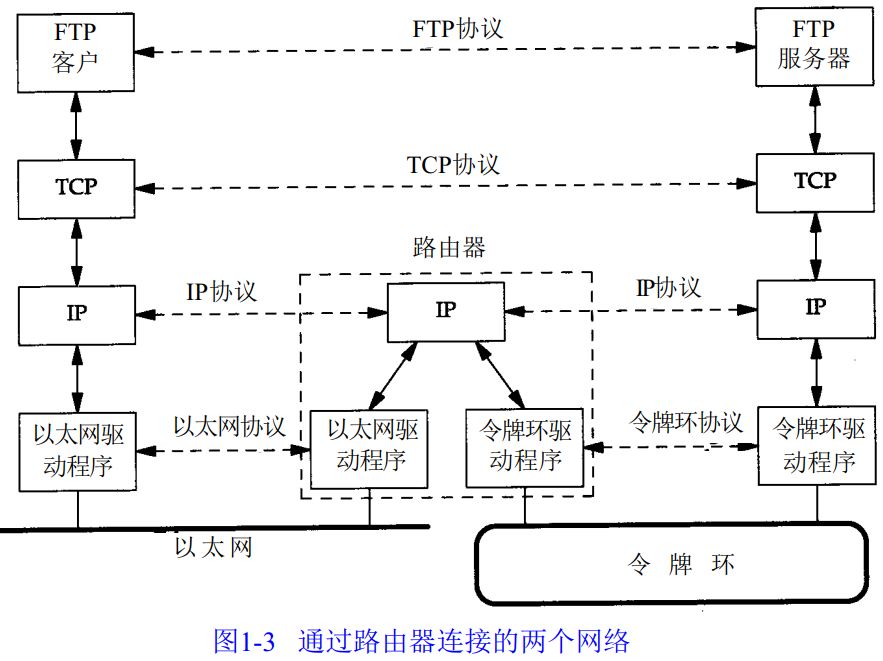 FTP
客户
FTP协议
FTP
服务器
TCP
TCP协议
TCP
路由器
IP
IP协议
IP
IP协议
IP
以太网驱
动程序
以太网协议
以太网驱
动程序
令牌环驱
动程序
令牌环协议
令牌环驱
动程序
以太网
令牌环
图1-3 通过路由器连接的两个网络